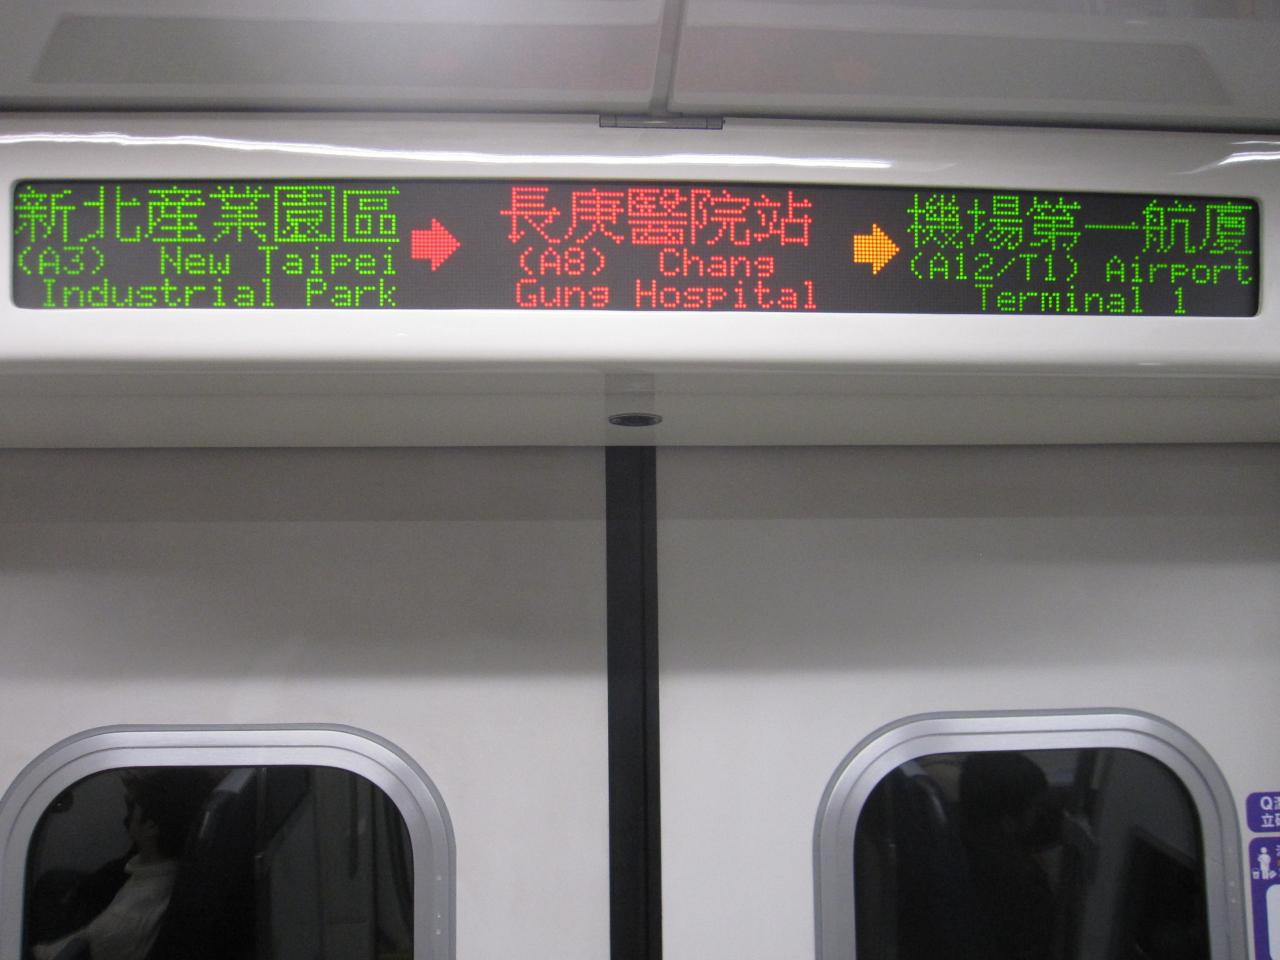 新北產業園區
(A3) New Taipei
Industrial Park
長庚醫院站
(A8) Chang
Gung Hospital
機場第一航廈
(A12/T1) Airport
Terminal 1
Q
立